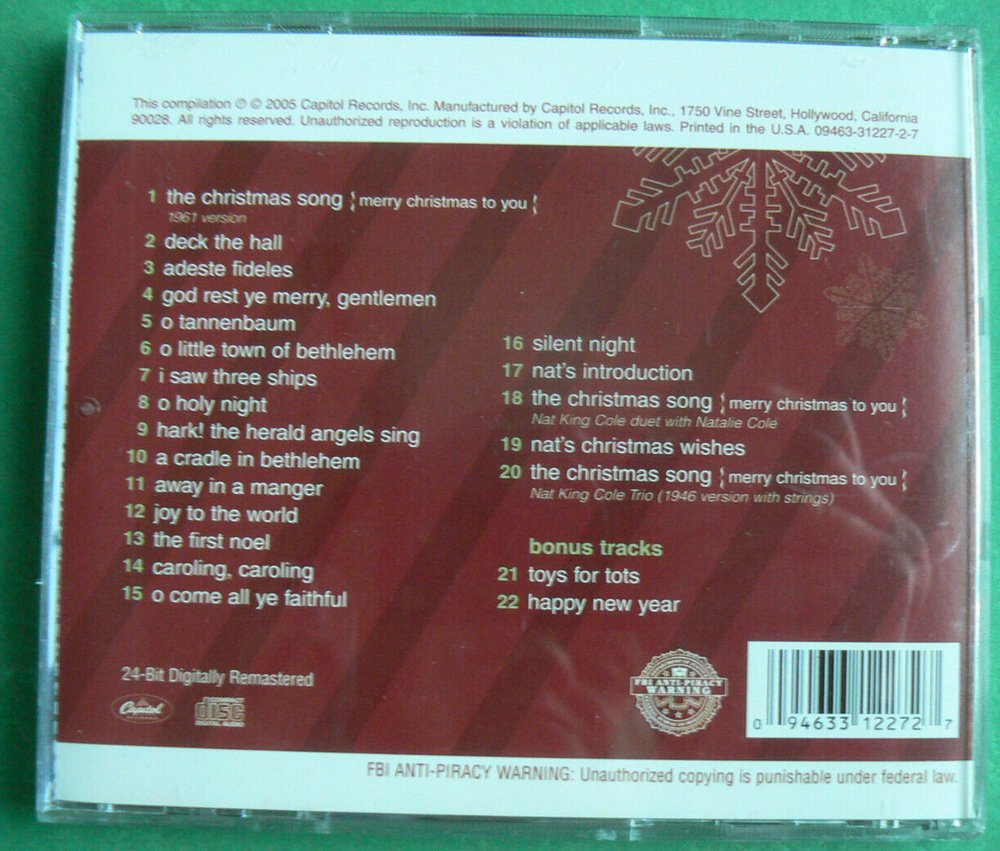 This compilation ℗ © 2005 Capitol Records, Inc. Manufactured by Capitol Records, Inc., 1750 Vine Street, Hollywood, California
90028. All rights reserved. Unauthorized reproduction is a violation of applicable laws. Printed in the U.S.A. 09463-31227-2-7
1 the christmas song {merry christmas to you}
1961 version
2 deck the hall
3 adeste fideles
4 god rest ye merry, gentlemen
5 o tannenbaum
6 o little town of bethlehem
7 i saw three ships
8 o holy night
9 hark! the herald angels sing
10 a cradle in bethlehem
11 away in a manger
12 joy to the world
13 the first noel
14 caroling, caroling
15 o come all ye faithful
16 silent night
17 nat's introduction
18 the christmas song {merry christmas to you}
Nat King Cole duet with Natalie Cole
19 nat's christmas wishes
20 the christmas song {merry christmas to you}
Nat King Cole Trio (1946 version with strings)
bonus tracks
21 toys for tots
22 happy new year
24-Bit Digitally Remastered
Capitol
COMPACT
disc
DIGITAL AUDIO
FBI ANTI-PIRACY
WARNING
0 94633 12272 7
FBI ANTI-PIRACY WARNING: Unauthorized copying is punishable under federal law.